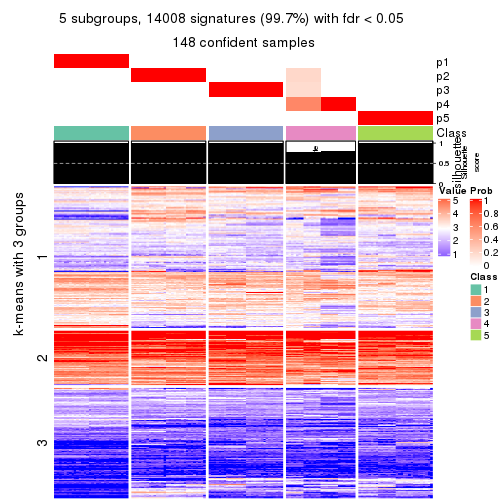 5 subgroups, 14008 signatures (99.7%) with fdr < 0.05
148 confident samples
p1
p2
p3
p4
p5
Class
1
0.5
0
silhouette
Silhouette
score
k-means with 3 groups
1
2
3
Value
5
4
3
2
1
Prob
1
0.8
0.6
0.4
0.2
0
Class
1
2
3
4
5